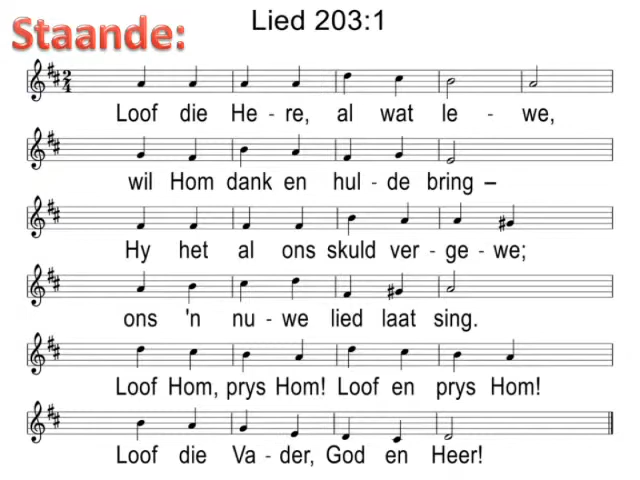 Lied 203:1
Staande:
2
4
Loof die He - re, al wat le - we,
wil Hom dank en hul - de bring –
Hy het al ons skuld ver - ge - we;
ons 'n nu - we lied laat sing.
Loof Hom, prys Hom! Loof en prys Hom!
Loof die Va - der, God en Heer!